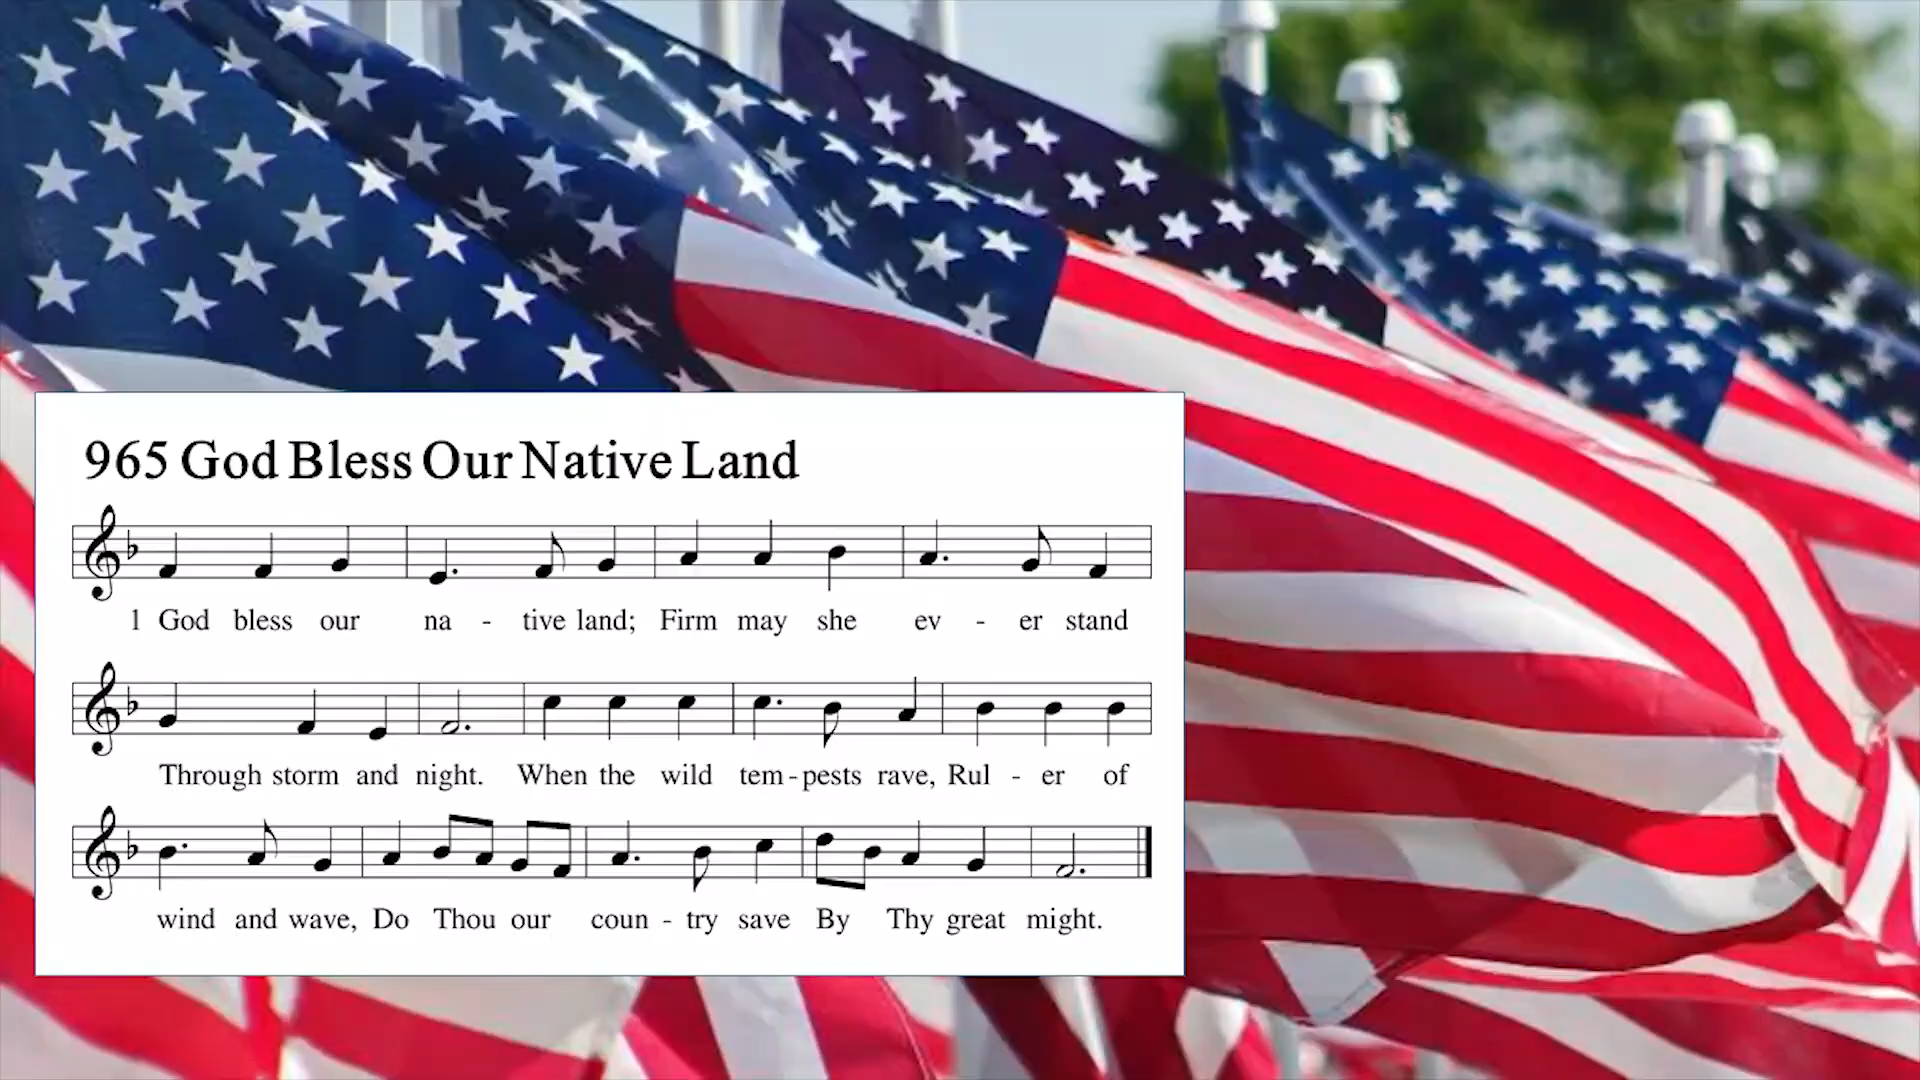 965 God Bless Our Native Land
1 God bless our na - tive land; Firm may she ev - er stand
Through storm and night. When the wild tem - pests rave, Rul - er of
wind and wave, Do Thou our coun - try save By Thy great might.